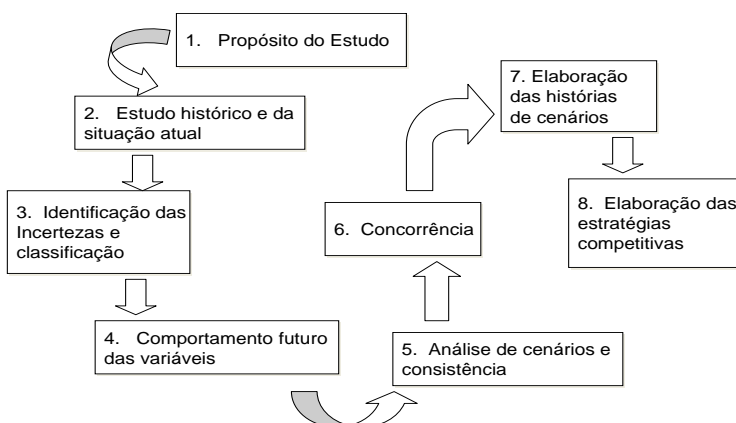 1. Propósito do Estudo
2. Estudo histórico e da
situação atual
3. Identificação das
Incertezas e
classificação
4. Comportamento futuro
das variáveis
5. Análise de cenários e
consistência
6. Concorrência
7. Elaboração
das histórias
de cenários
8. Elaboração das
estratégias
competitivas